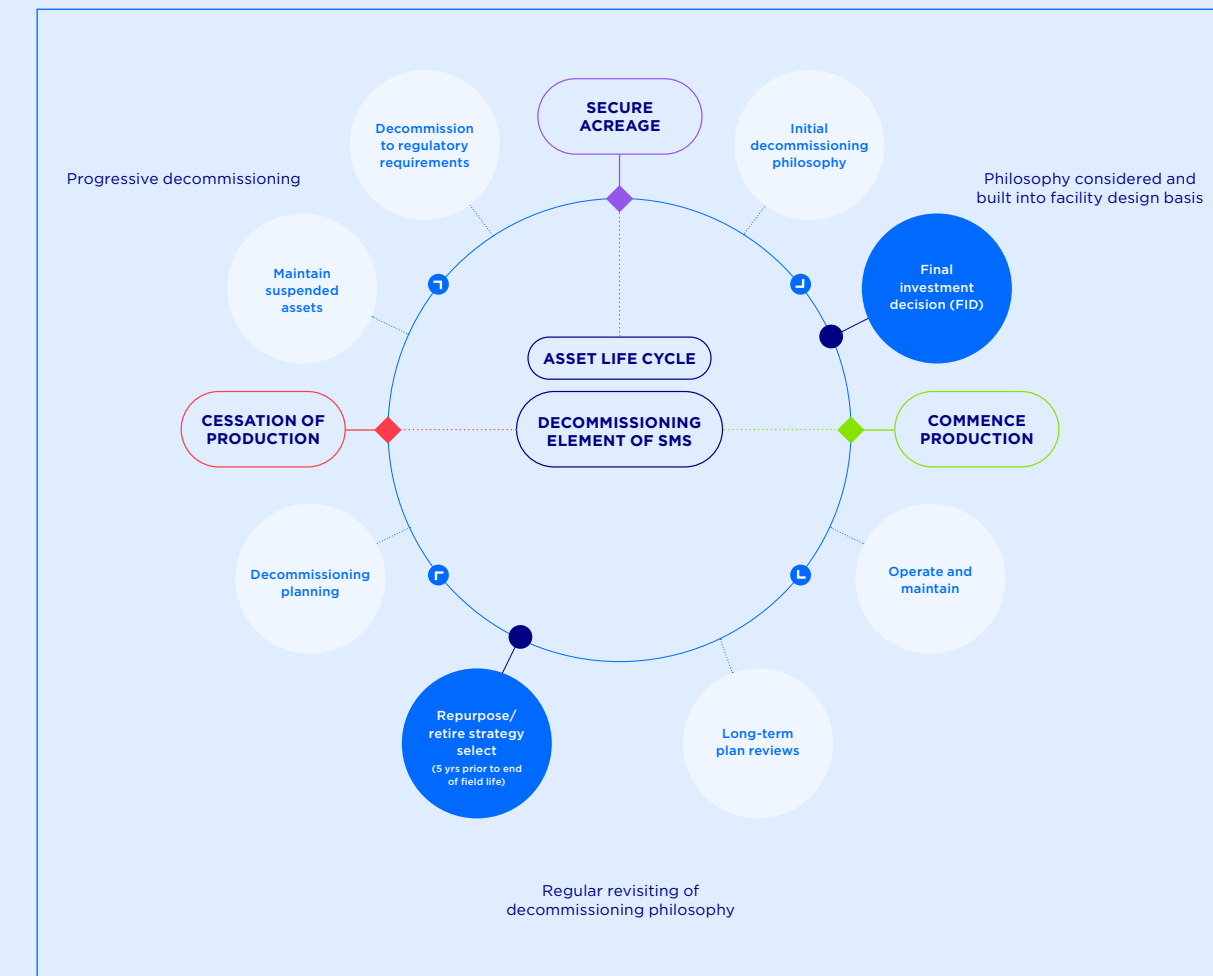 SECURE
ACREAGE
Initial
decommissioning
philosophy
Philosophy considered and
built into facility design basis
Final
investment
decision (FID)
COMMENCE
PRODUCTION
Operate and
maintain
Long-term
plan reviews
Regular revisiting of
decommissioning philosophy
Repurpose/
retire strategy
select
(5 yrs prior to end
of field life)
Decommissioning
planning
CESSATION OF
PRODUCTION
Maintain
suspended
assets
Progressive decommissioning
Decommission
to regulatory
requirements
ASSET LIFE CYCLE
DECOMMISSIONING
ELEMENT OF SMS